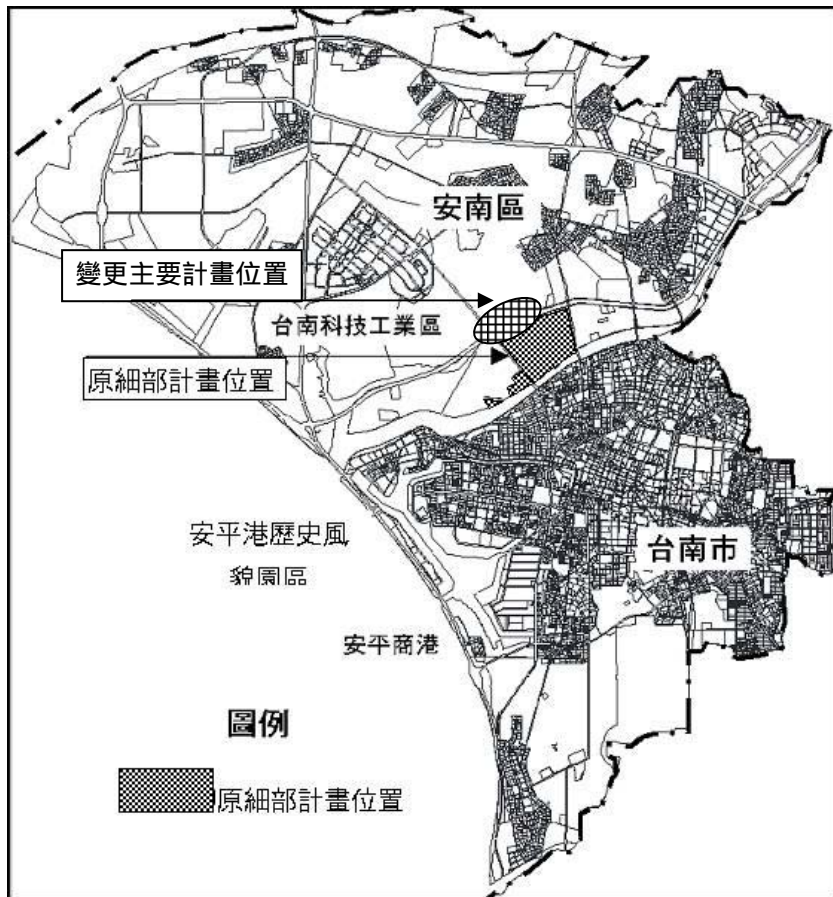 安南區
變更主要計畫位置
台南科技工業區
原細部計畫位置
安平港歷史風
貌園區
台南市
安平商港
圖例
原細部計畫位置